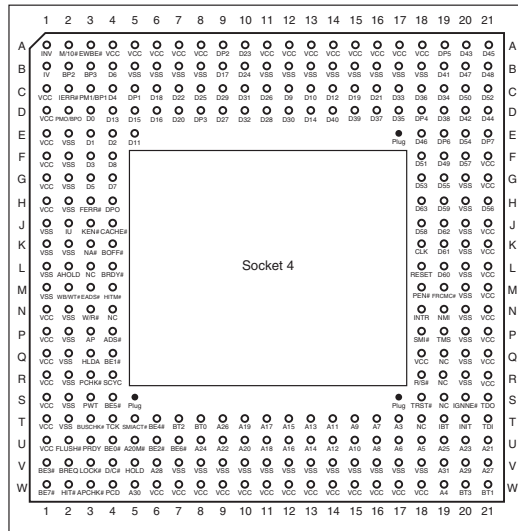 1 2 3 4 5 6 7 8 9 10 11 12 13 14 15 16 17 18 19 20 21
A A
INV M/10# EWBE# VCC VCC VCC VCC VCC DP2 D23 VCC VCC VCC VCC VCC VCC VCC VCC DP5 D43 D45
B B
IV BP2 BP3 D6 VSS VSS VSS VSS D17 D24 VSS VSS VSS VSS VSS VSS VSS VSS D41 D47 D48
C C
VCC IERR# PM1/BP1 D4 DP1 D18 D22 D25 D29 D31 D26 D9 D10 D12 D19 D21 D33 D36 D34 D50 D52
D D
VCC PMO/BPO D0 D13 D15 D16 D20 DP3 D27 D32 D28 D30 D14 D40 D39 D37 D35 DP4 D38 D42 D44
E E
VCC VSS D1 D2 D11 Plug D46 DP6 D54 DP7
F F
VCC VSS D3 D8 D51 D49 D57 VCC
G G
VCC VSS D5 D7 D53 D55 VSS VCC
H H
VCC VSS FERR# DPO D63 D59 VSS D56
J J
VSS IU KEN# CACHE# D58 D62 VSS VCC
K K
VSS VSS NA# BOFF# CLK D61 VSS VCC
Socket 4
L L
VSS AHOLD NC BRDY# RESET D60 VSS VCC
M M
VSS WB/WT# EADS# HITM# PEN# FRCMC# VSS VCC
N N
VCC VSS W/R# NC INTR NMI VSS VCC
P P
VCC VSS AP ADS# SMI# TMS VSS VCC
Q Q
VCC VSS HLDA BE1# VCC NC VSS VCC
R R
VCC VSS PCHK# SCYC R/S# NC VSS VCC
S S
VCC VSS PWT BE5# Plug Plug TRST# NC IGNNE# TDO
T T
VCC VSS BUSCHK# TCK SMIACT# BE4# BT2 BT0 A26 A19 A17 A15 A13 A11 A9 A7 A3 NC IBT INIT TDI
U U
VCC FLUSH# PRDY BE0# A20M# BE2# BE6# A24 A22 A20 A18 A16 A14 A12 A10 A8 A6 A5 A25 A23 A21
V V
BE3# BREQ LOCK# D/C# HOLD A28 VSS VSS VSS VSS VSS VSS VSS VSS VSS VSS VSS VSS A31 A29 A27
W W
BE7# HIT# APCHK# PCD A30 VCC VCC VCC VCC VCC VCC VCC VCC VCC VCC VCC VCC VCC A4 BT3 BT1
1 2 3 4 5 6 7 8 9 10 11 12 13 14 15 16 17 18 19 20 21